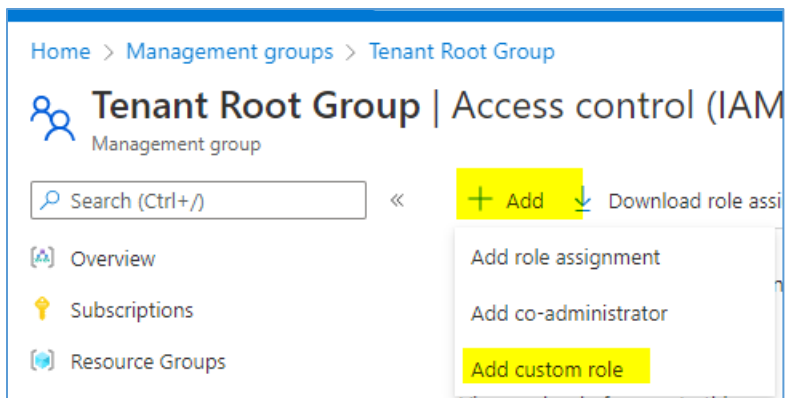 Home > Management groups > Tenant Root Group
Tenant Root Group | Access control (IAM
Management group
Search (Ctrl+/)
«
+ Add
Download role assi
Overview
Subscriptions
Resource Groups
Add role assignment
Add co-administrator
Add custom role